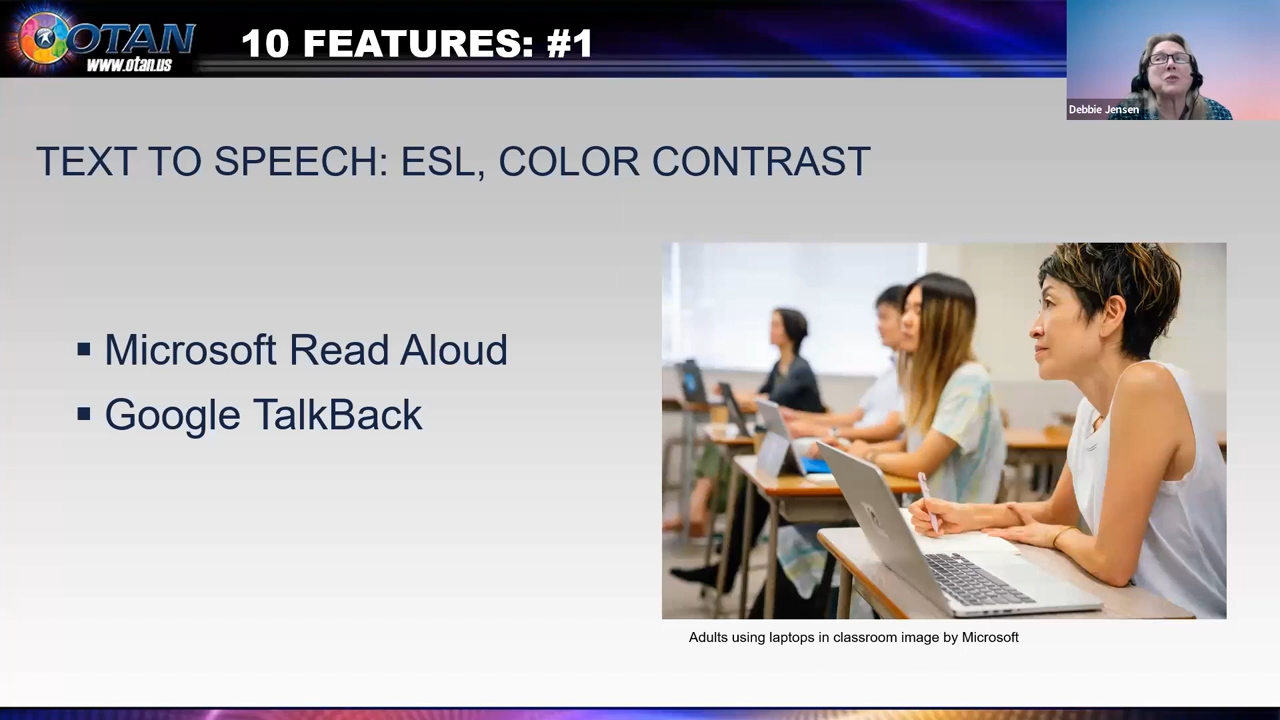 OTAN
www.otan.us
10 FEATURES: #1
Debbie Jensen
TEXT TO SPEECH: ESL, COLOR CONTRAST
▪ Microsoft Read Aloud
▪ Google TalkBack
Adults using laptops in classroom image by Microsoft